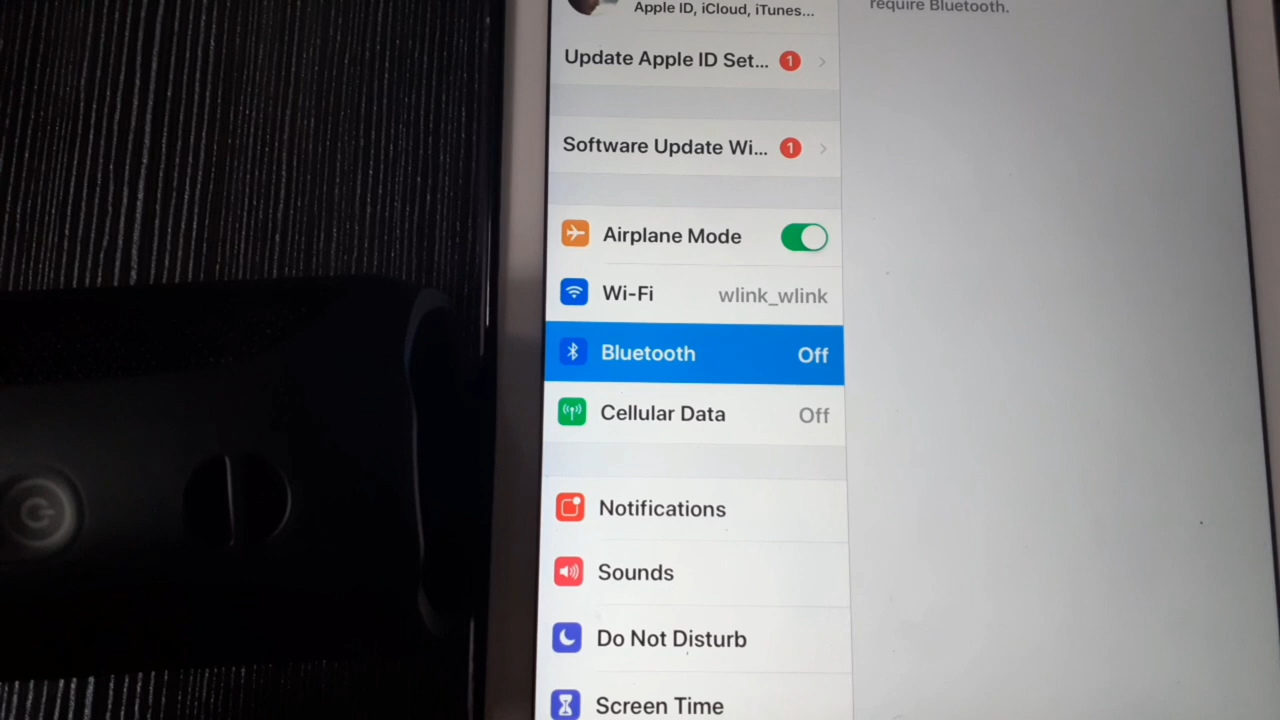 Apple ID, iCloud, iTunes...
require Bluetooth.
Update Apple ID Set... 1
Software Update Wi... 1
Airplane Mode
Wi-Fi wlink_wlink
Bluetooth Off
Cellular Data Off
Notifications
Sounds
Do Not Disturb
Screen Time